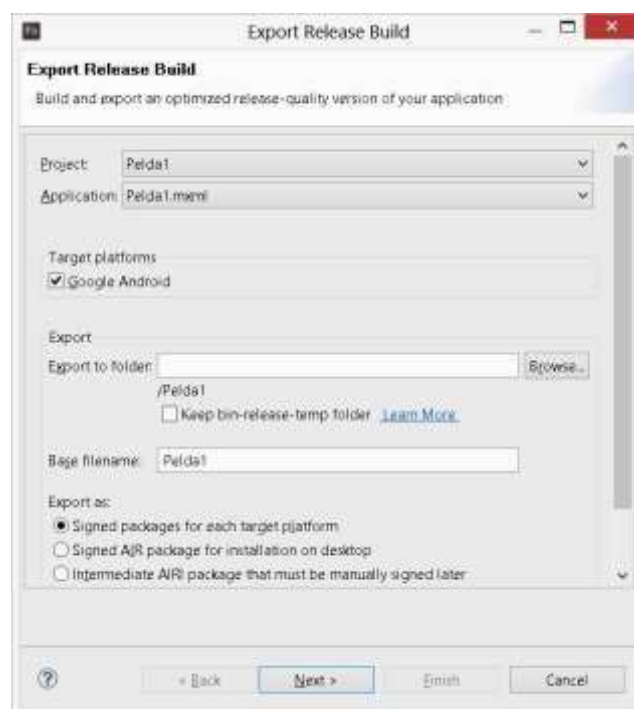 Export Release Build
Export Release Build
Build and export an optimized release-quality version of your application
Project: Pelda1
Application: Pelda1.mxml
Target platforms
Google Android
Export
Export to folder: Browse...
/Pelda1
Keep bin-release-temp folder Learn More
Base filename: Pelda1
Export as:
Signed packages for each target platform
Signed AIR package for installation on desktop
Intermediate AIRI package that must be manually signed later
? < Back Next > Finish Cancel